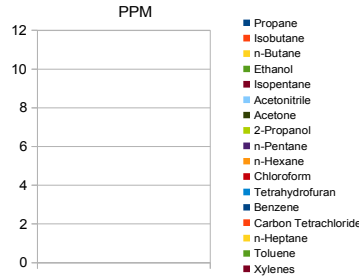 PPM
12
10
8
6
4
2
0
Propane
Isobutane
n-Butane
Ethanol
Isopentane
Acetonitrile
Acetone
2-Propanol
n-Pentane
n-Hexane
Chloroform
Tetrahydrofuran
Benzene
Carbon Tetrachloride
n-Heptane
Toluene
Xylenes